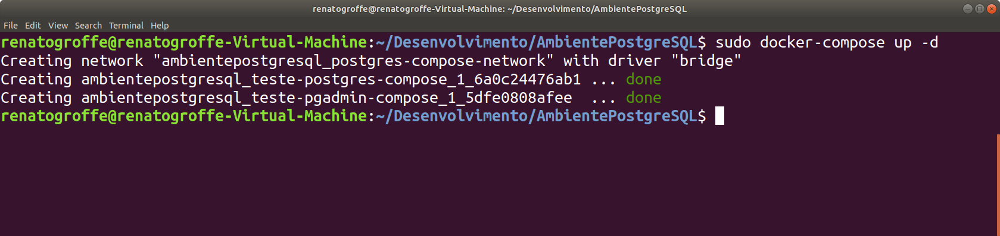 renatogroffe@renatogroffe-Virtual-Machine: ~/Desenvolvimento/AmbientePostgreSQL
File Edit View Search Terminal Help
renatogroffe@renatogroffe-Virtual-Machine:~/Desenvolvimento/AmbientePostgreSQL$ sudo docker-compose up -d
Creating network "ambientepostgresql_postgres-compose-network" with driver "bridge"
Creating ambientepostgresql_teste-postgres-compose_1_6a0c24476ab1 ... done
Creating ambientepostgresql_teste-pgadmin-compose_1_5dfe0808afee  ... done
renatogroffe@renatogroffe-Virtual-Machine:~/Desenvolvimento/AmbientePostgreSQL$